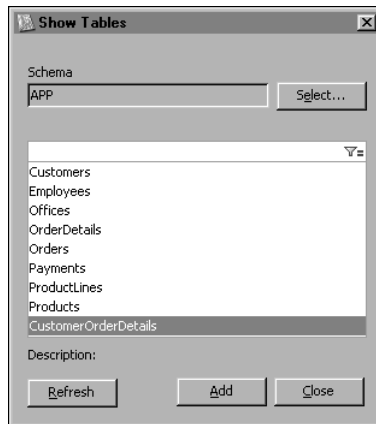 Show Tables
Schema
APP
Select...
Customers
Employees
Offices
OrderDetails
Orders
Payments
ProductLines
Products
CustomerOrderDetails
Description:
Refresh Add Close